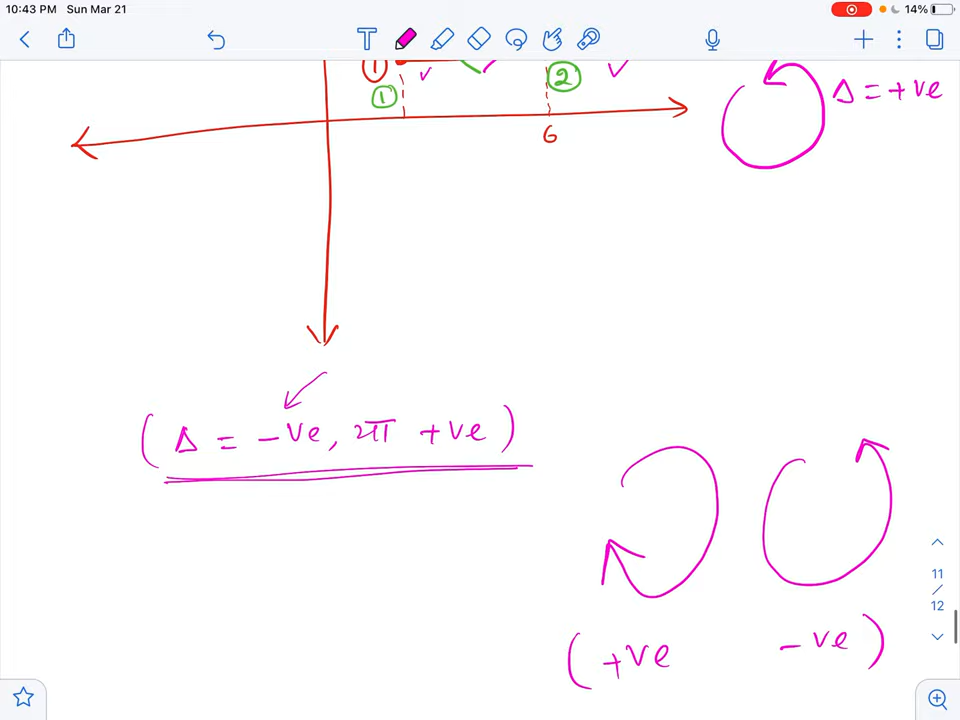 10:43 PM Sun Mar 21
14%
T
1
1
2
6
Δ = +ve
(Δ = -ve, 2π +ve)
11
/
12
(+ve -ve)